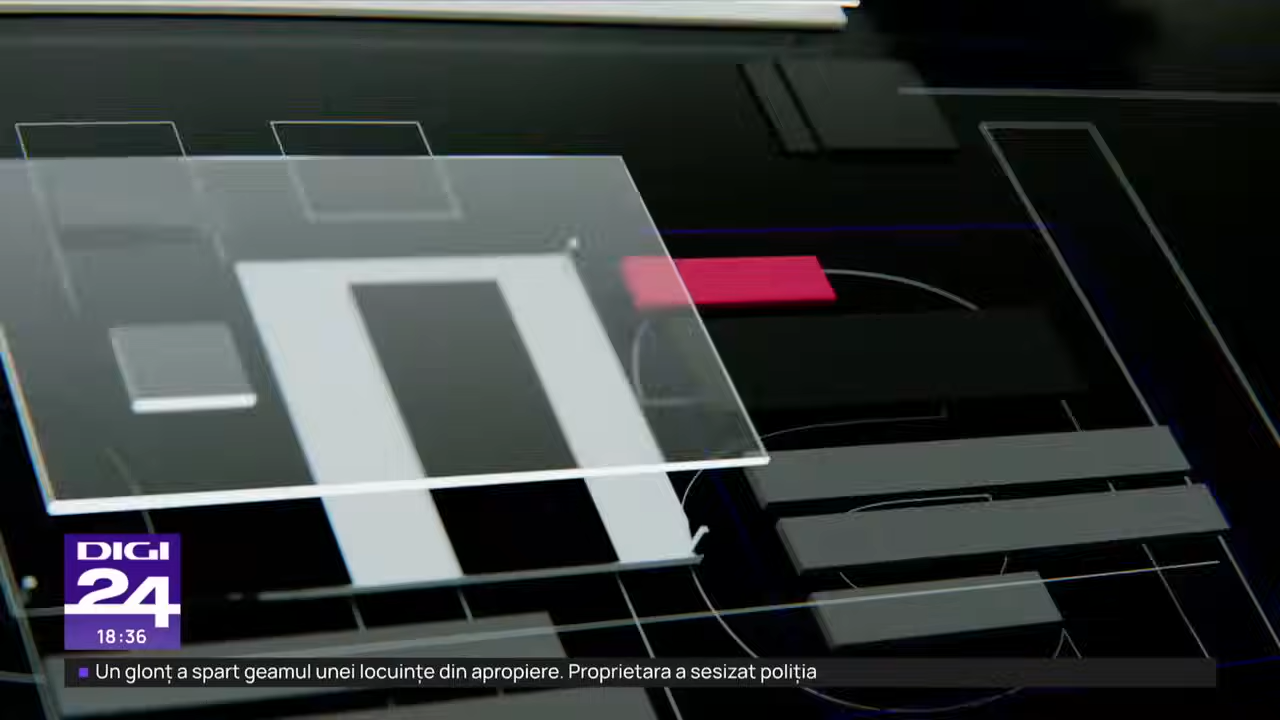 DIGI
24
18:36
Un glonț a spart geamul unei locuințe din apropiere. Proprietara a sesizat poliția